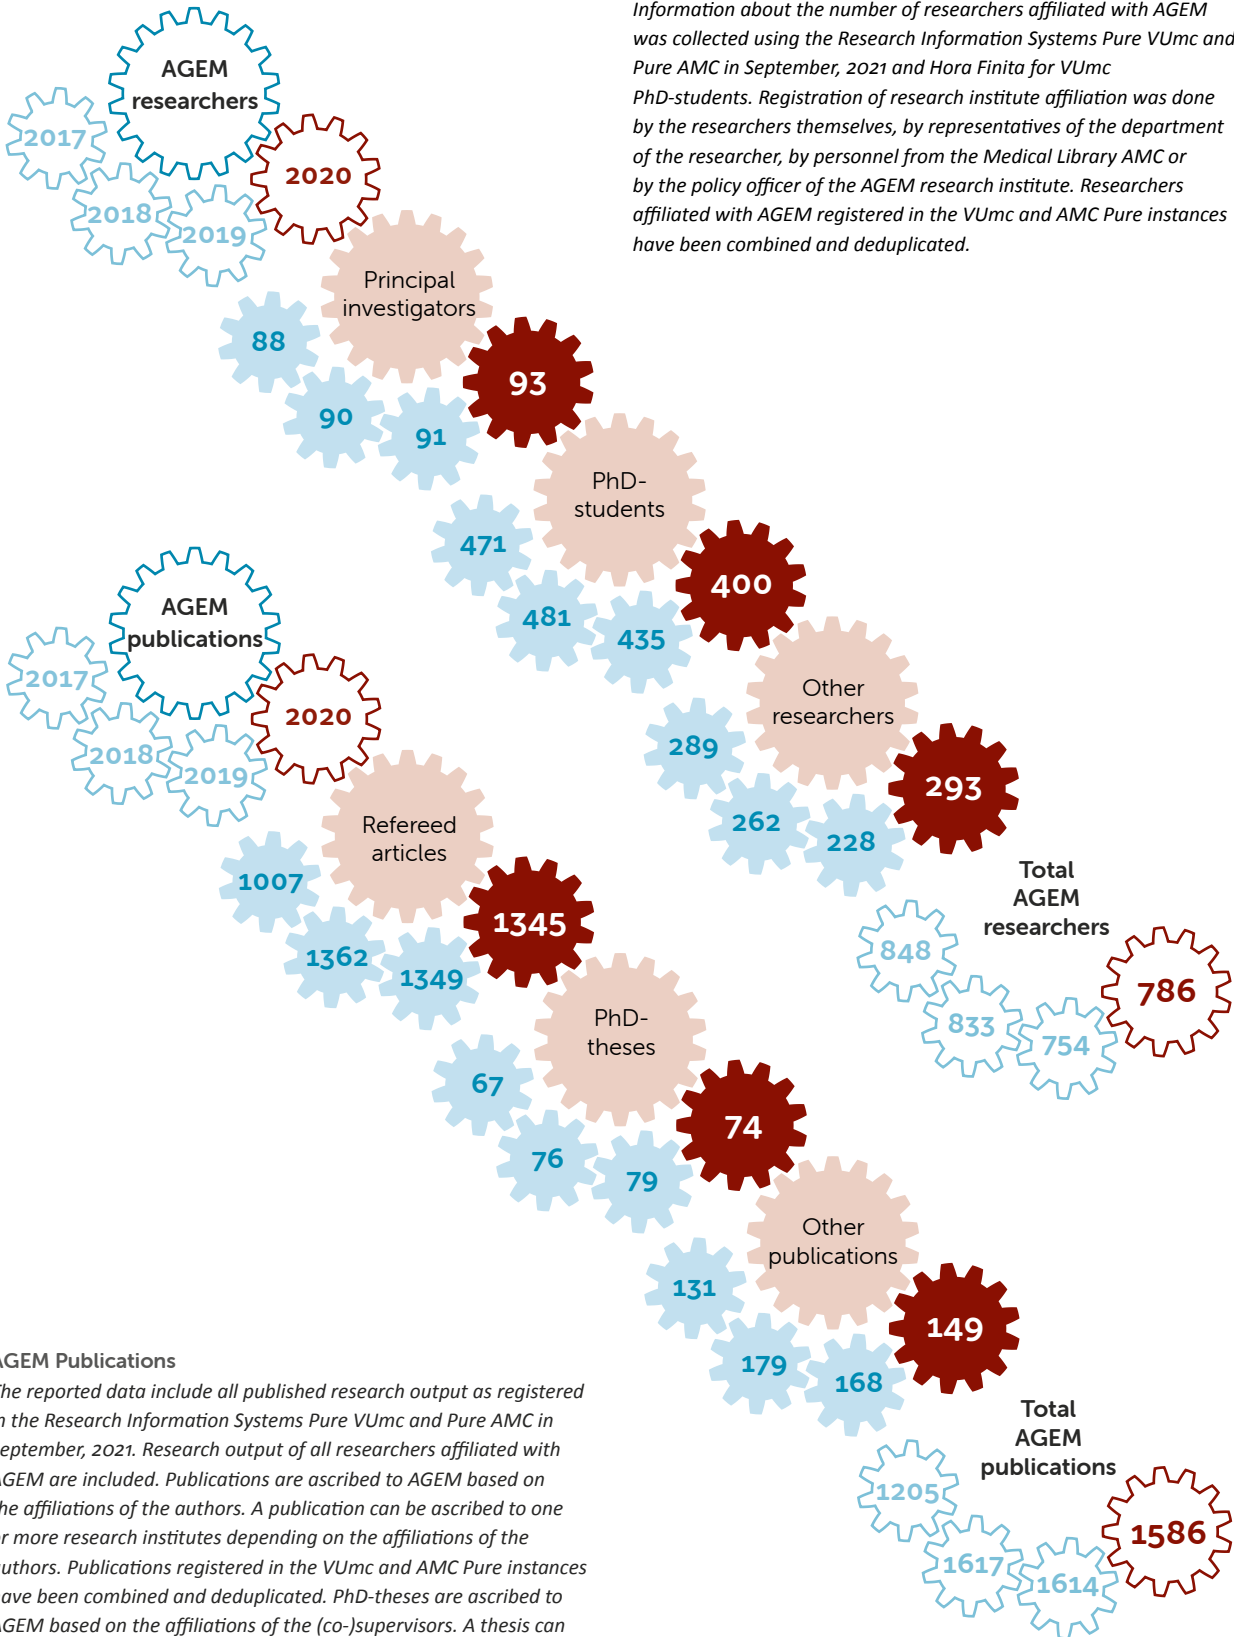 Information about the number of researchers affiliated with AGEM
was collected using the Research Information Systems Pure VUmc and
Pure AMC in September, 2021 and Hora Finita for VUmc
PhD-students. Registration of research institute affiliation was done
by the researchers themselves, by representatives of the department
of the researcher, by personnel from the Medical Library AMC or
by the policy officer of the AGEM research institute. Researchers
affiliated with AGEM registered in the VUmc and AMC Pure instances
have been combined and deduplicated.
AGEM
researchers
2017
2018
2019
2020
Principal
investigators
88
90
91
93
PhD-
students
471
481
435
400
Other
researchers
289
262
228
293
Total
AGEM
researchers
848
833
754
786
AGEM
publications
2017
2018
2019
2020
Refereed
articles
1007
1362
1349
1345
PhD-
theses
67
76
79
74
Other
publications
131
179
168
149
Total
AGEM
publications
1205
1617
1614
1586
AGEM Publications
The reported data include all published research output as registered
in the Research Information Systems Pure VUmc and Pure AMC in
September, 2021. Research output of all researchers affiliated with
AGEM are included. Publications are ascribed to AGEM based on
the affiliations of the authors. A publication can be ascribed to one
or more research institutes depending on the affiliations of the
authors. Publications registered in the VUmc and AMC Pure instances
have been combined and deduplicated. PhD-theses are ascribed to
AGEM based on the affiliations of the (co-)supervisors. A thesis can